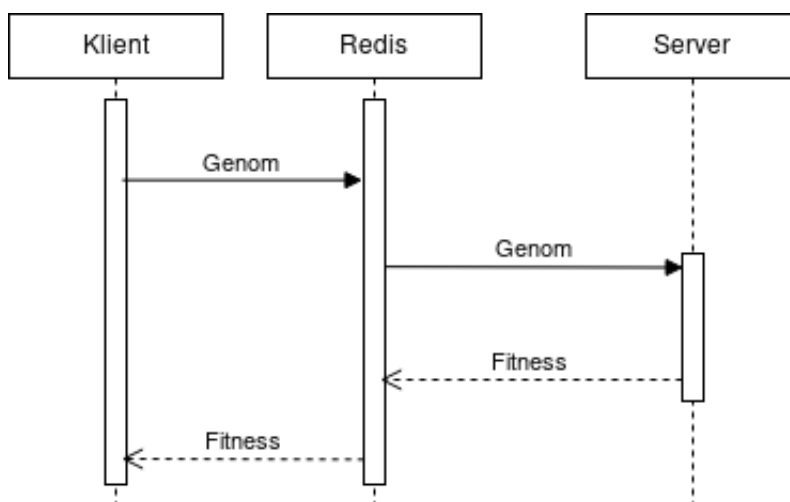 Klient
Redis
Server
Genom
Genom
Fitness
Fitness